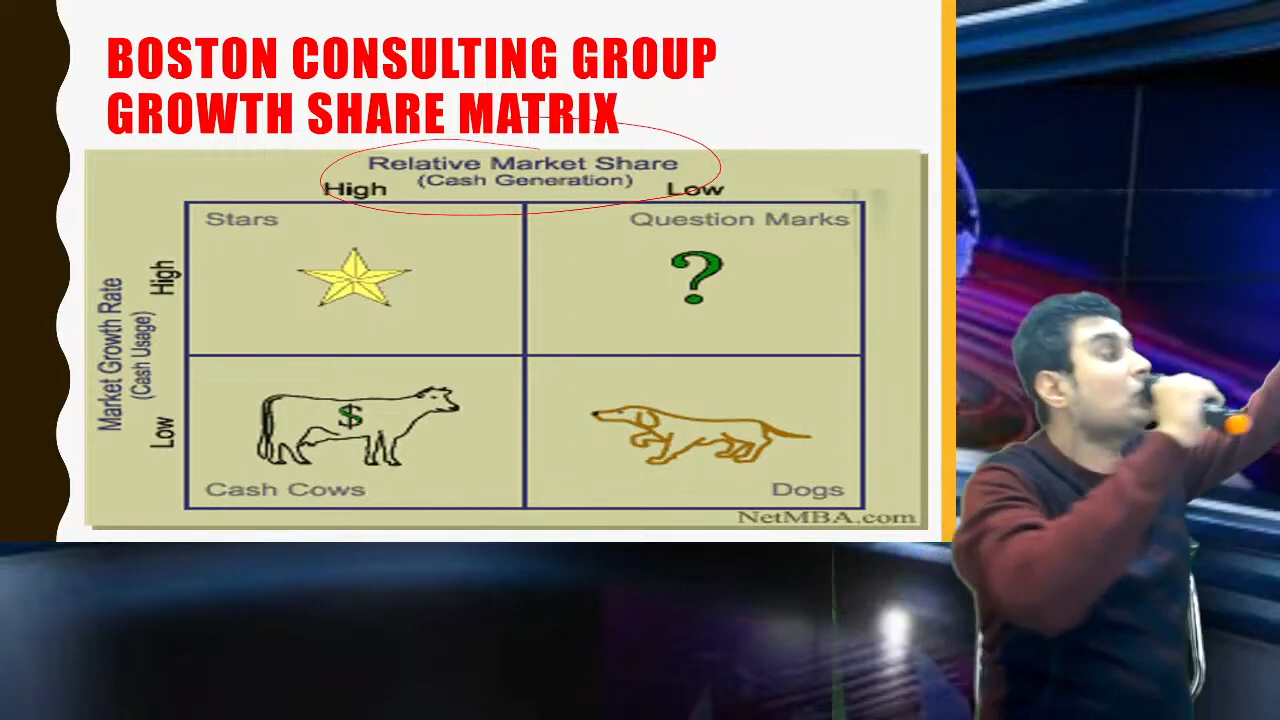 BOSTON CONSULTING GROUP
GROWTH SHARE MATRIX
Relative Market Share
(Cash Generation)
High Low
Stars Question Marks
Market Growth Rate
(Cash Usage)
High
Low
?
$
Cash Cows Dogs
NetMBA.com